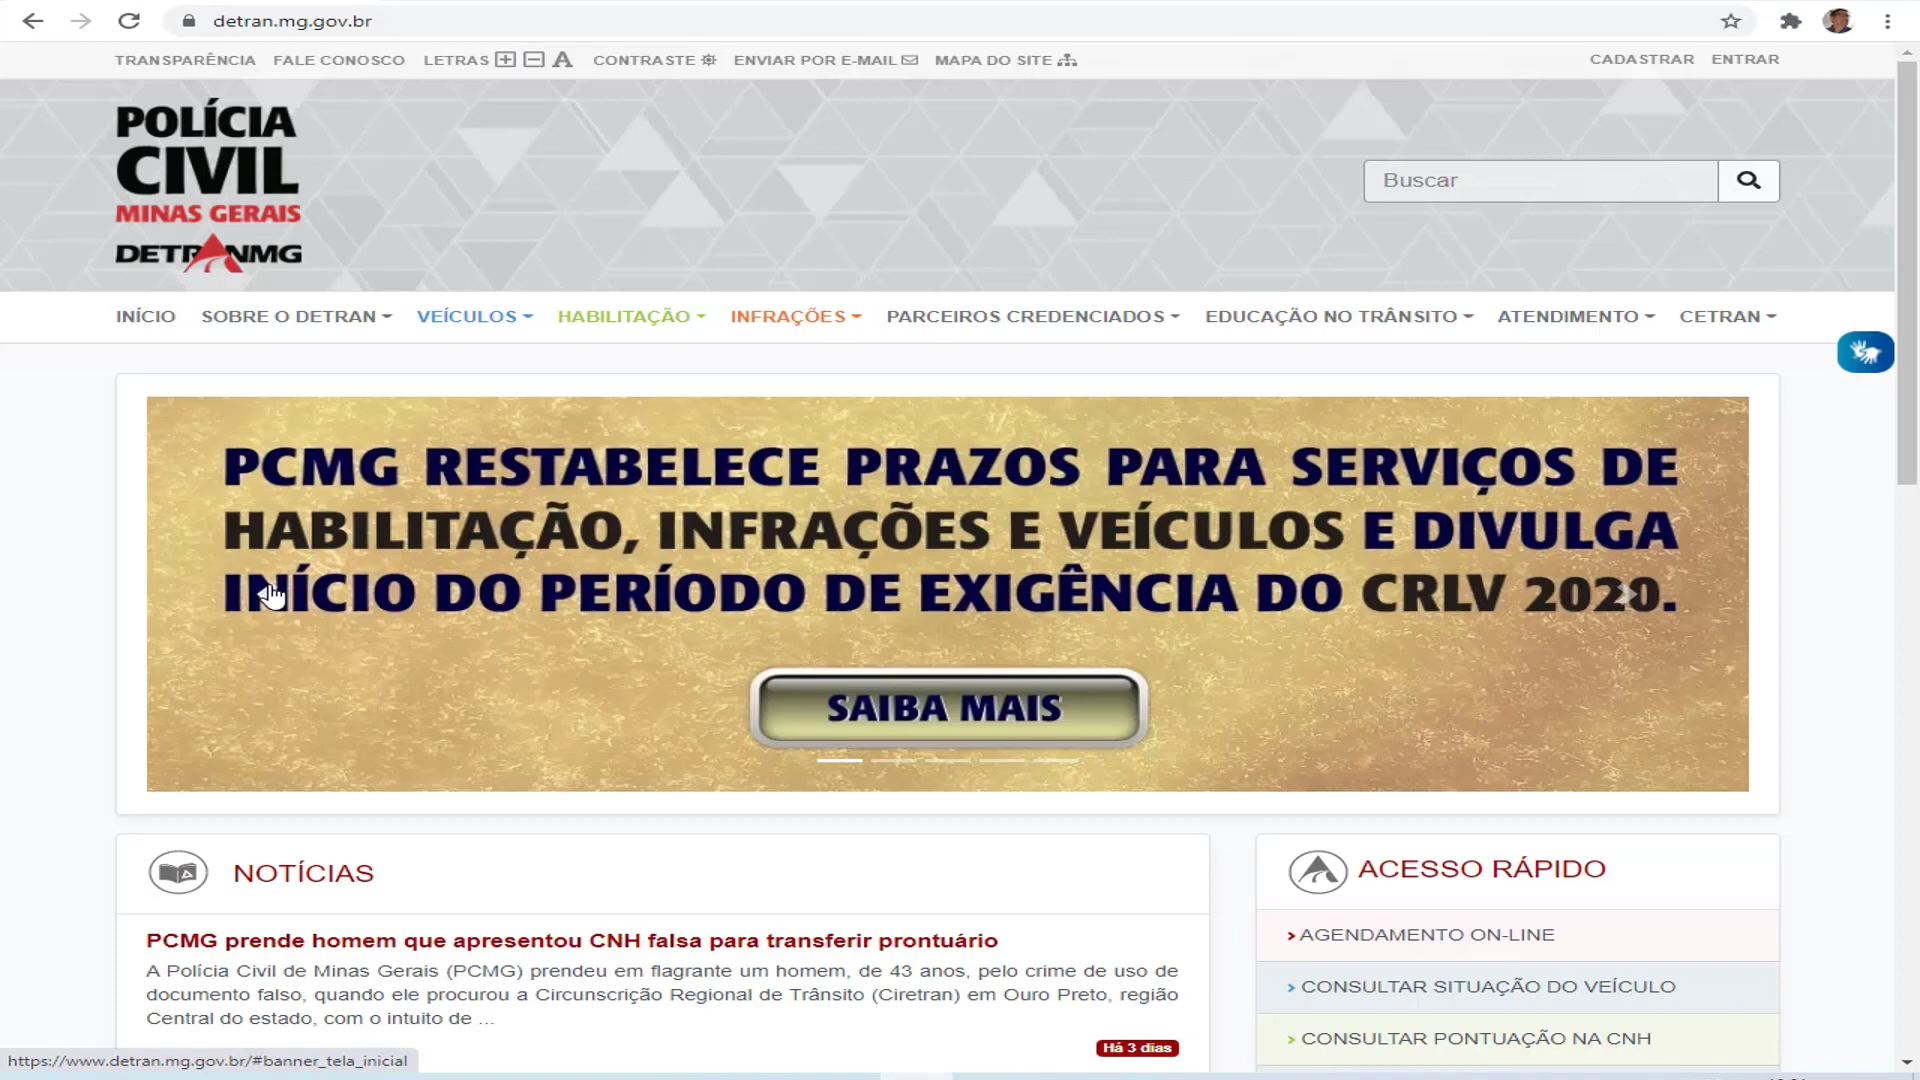 detran.mg.gov.br
TRANSPARÊNCIA FALE CONOSCO LETRAS A CONTRASTE ENVIAR POR E-MAIL MAPA DO SITE CADASTRAR ENTRAR
POLÍCIA
CIVIL
MINAS GERAIS
DETRANMG
Buscar
INÍCIO SOBRE O DETRAN VEÍCULOS HABILITAÇÃO INFRAÇÕES PARCEIROS CREDENCIADOS EDUCAÇÃO NO TRÂNSITO ATENDIMENTO CETRAN
PCMG RESTABELECE PRAZOS PARA SERVIÇOS DE
HABILITAÇÃO, INFRAÇÕES E VEÍCULOS E DIVULGA
INÍCIO DO PERÍODO DE EXIGÊNCIA DO CRLV 2020.
SAIBA MAIS
NOTÍCIAS
PCMG prende homem que apresentou CNH falsa para transferir prontuário
A Polícia Civil de Minas Gerais (PCMG) prendeu em flagrante um homem, de 43 anos, pelo crime de uso de
documento falso, quando ele procurou a Circunscrição Regional de Trânsito (Ciretran) em Ouro Preto, região
Central do estado, com o intuito de ...
Há 3 dias
ACESSO RÁPIDO
AGENDAMENTO ON-LINE
CONSULTAR SITUAÇÃO DO VEÍCULO
CONSULTAR PONTUAÇÃO NA CNH
https://www.detran.mg.gov.br/#banner_tela_inicial